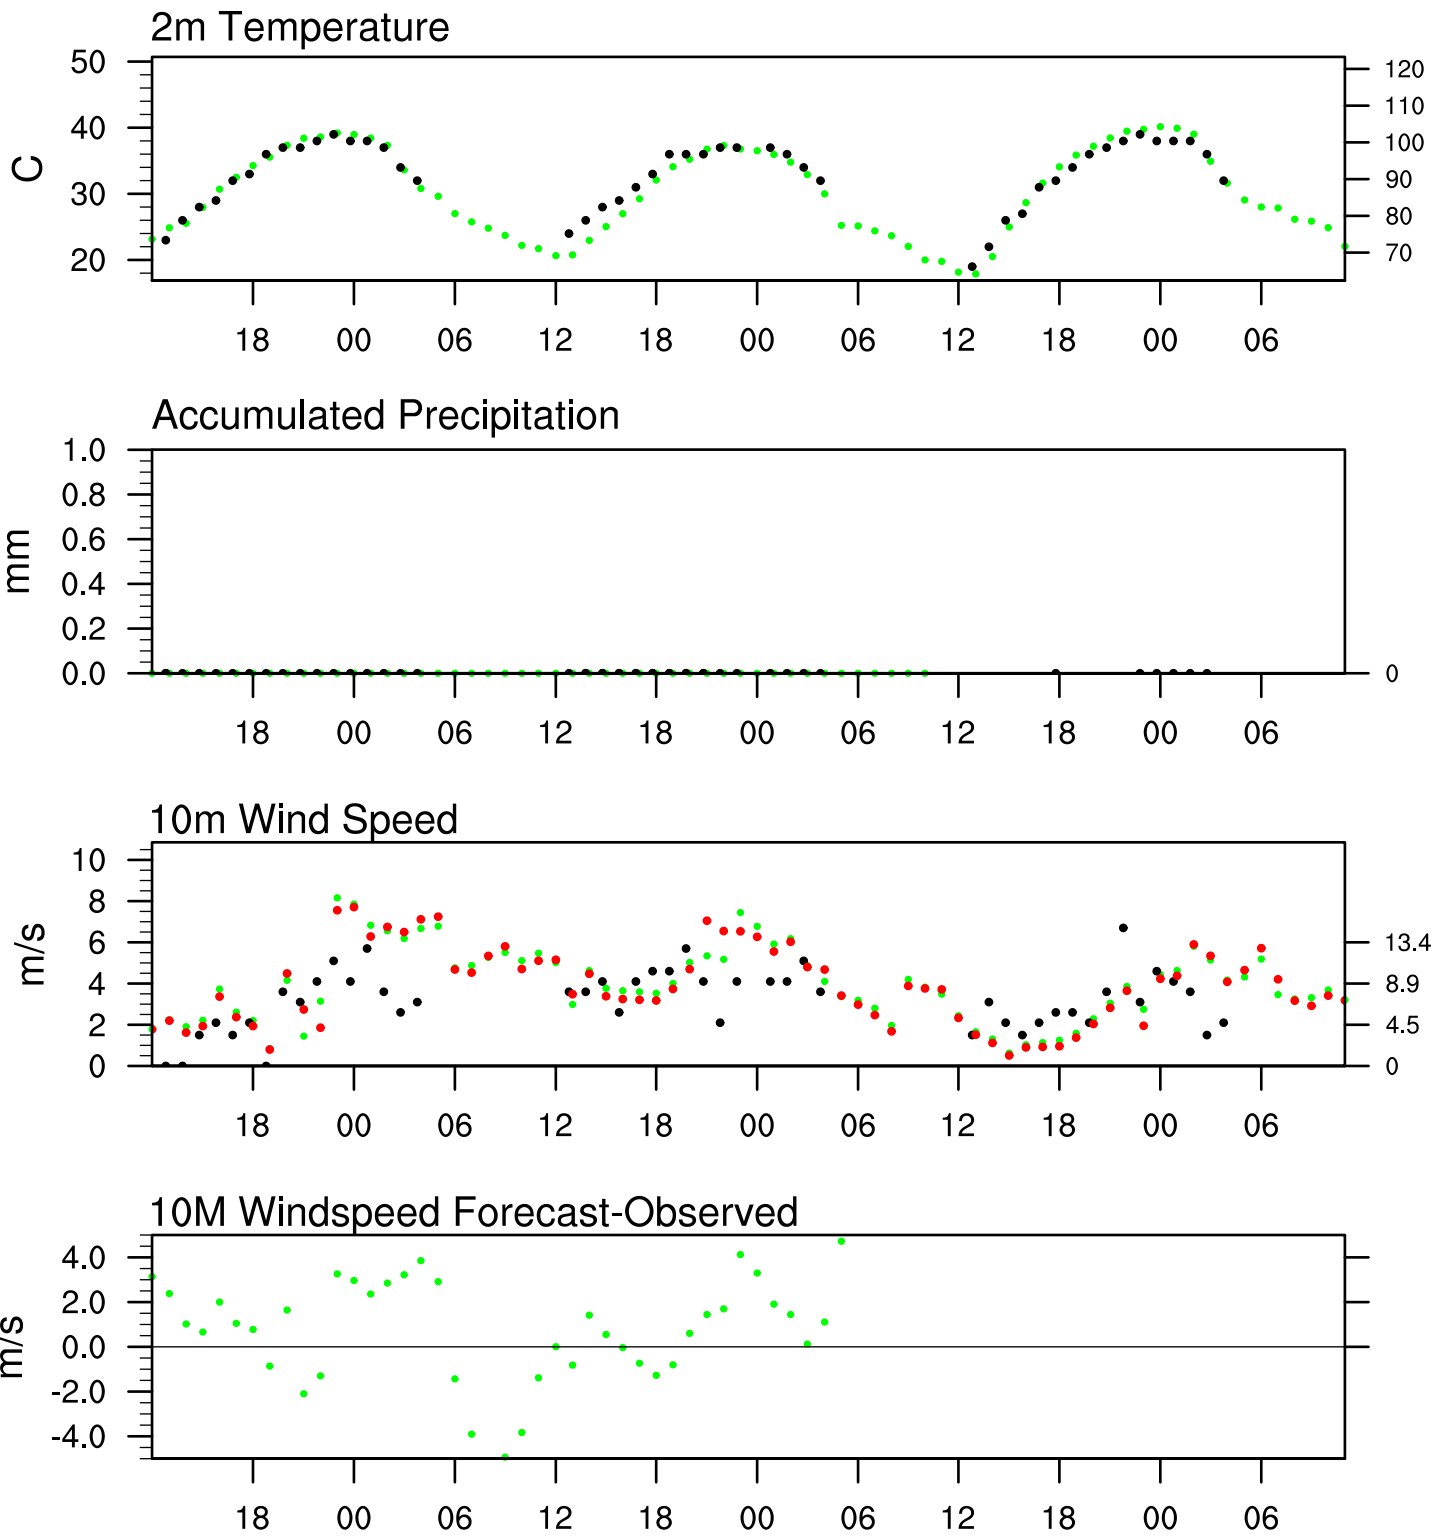 2m Temperature
50
40
30
20
C
120
110
100
90
80
70
18 00 06 12 18 00 06 12 18 00 06
Accumulated Precipitation
1.0
0.8
0.6
0.4
0.2
0.0
mm
0
18 00 06 12 18 00 06 12 18 00 06
10m Wind Speed
10
8
6
4
2
0
m/s
13.4
8.9
4.5
0
18 00 06 12 18 00 06 12 18 00 06
10M Windspeed Forecast-Observed
4.0
2.0
0.0
-2.0
-4.0
m/s
18 00 06 12 18 00 06 12 18 00 06